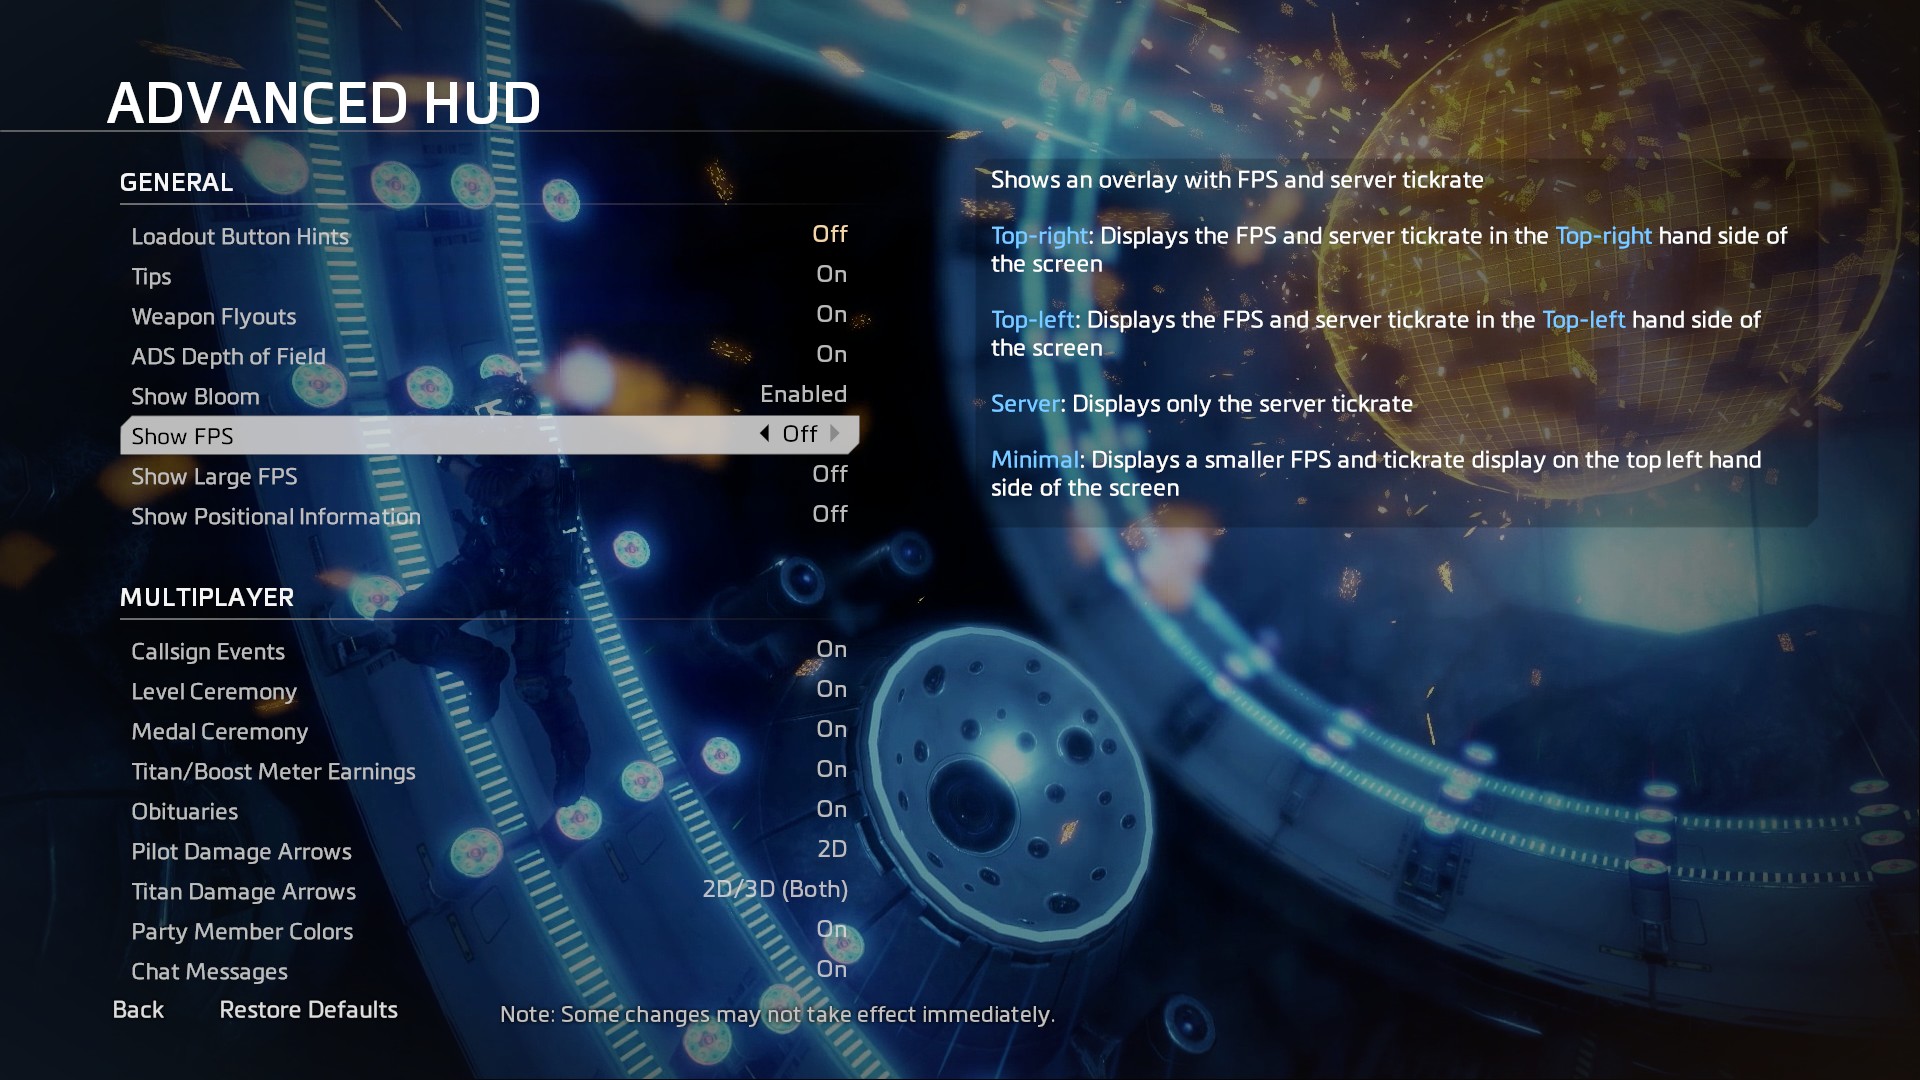 ADVANCED HUD
GENERAL
Loadout Button Hints Off
Tips On
Weapon Flyouts On
ADS Depth of Field On
Show Bloom Enabled
Show FPS Off
Show Large FPS Off
Show Positional Information Off
MULTIPLAYER
Callsign Events On
Level Ceremony On
Medal Ceremony On
Titan/Boost Meter Earnings On
Obituaries On
Pilot Damage Arrows 2D
Titan Damage Arrows 2D/3D (Both)
Party Member Colors On
Chat Messages On
Back Restore Defaults Note: Some changes may not take effect immediately.
Shows an overlay with FPS and server tickrate
Top-right: Displays the FPS and server tickrate in the Top-right hand side of
the screen
Top-left: Displays the FPS and server tickrate in the Top-left hand side of
the screen
Server: Displays only the server tickrate
Minimal: Displays a smaller FPS and tickrate display on the top left hand
side of the screen